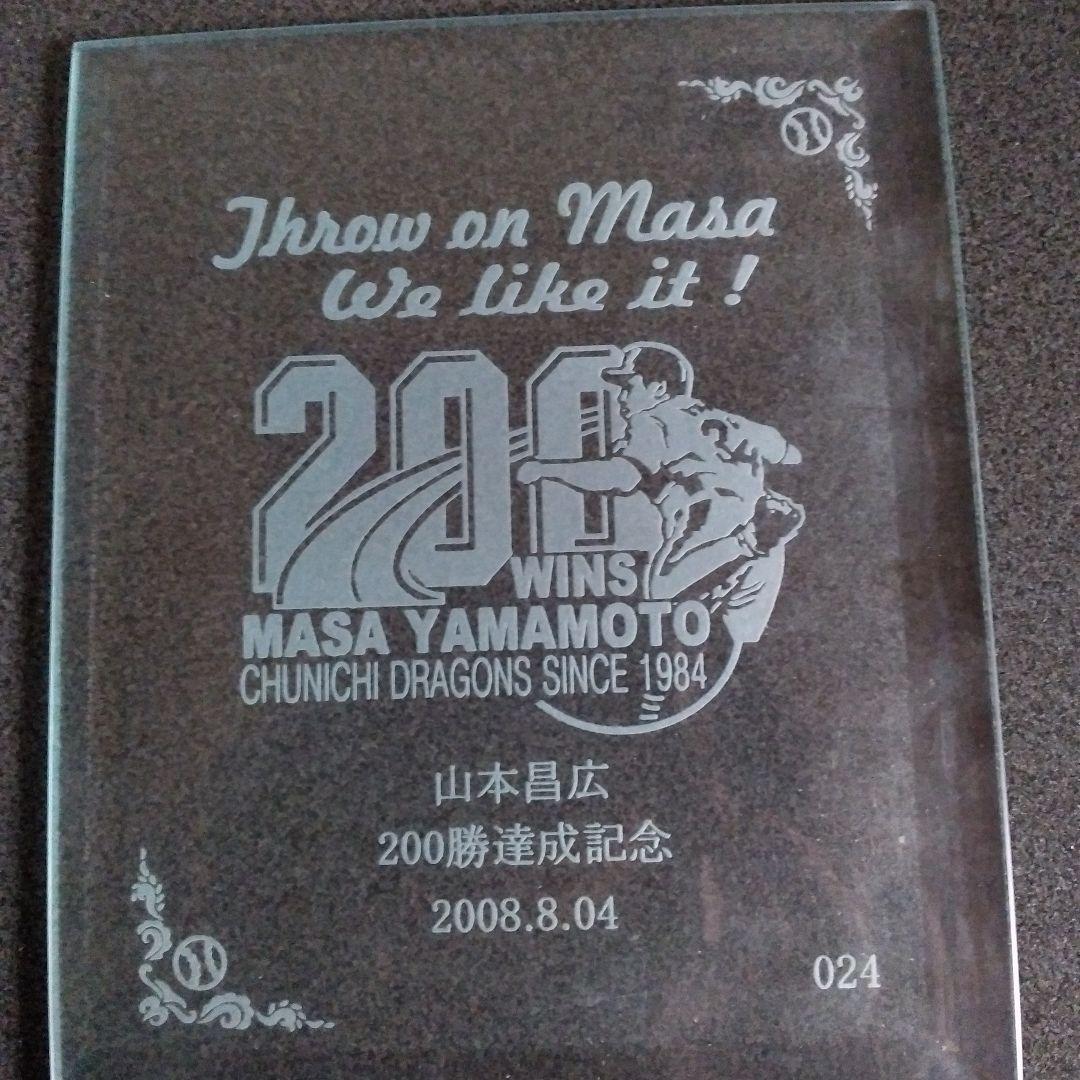 Throw on Masa
We like it !
200
WINS
MASA YAMAMOTO
CHUNICHI DRAGONS SINCE 1984
山本昌広
200勝達成記念
2008.8.04
024